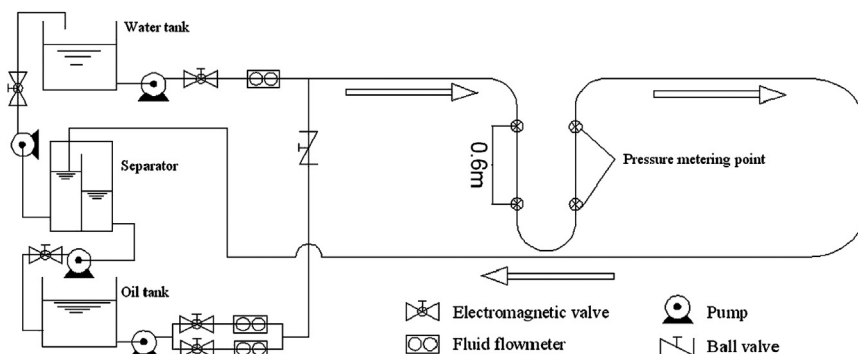 Water tank
Separator
0.6m
Pressure metering point
Oil tank
Electromagnetic valve
Pump
Fluid flowmeter
Ball valve